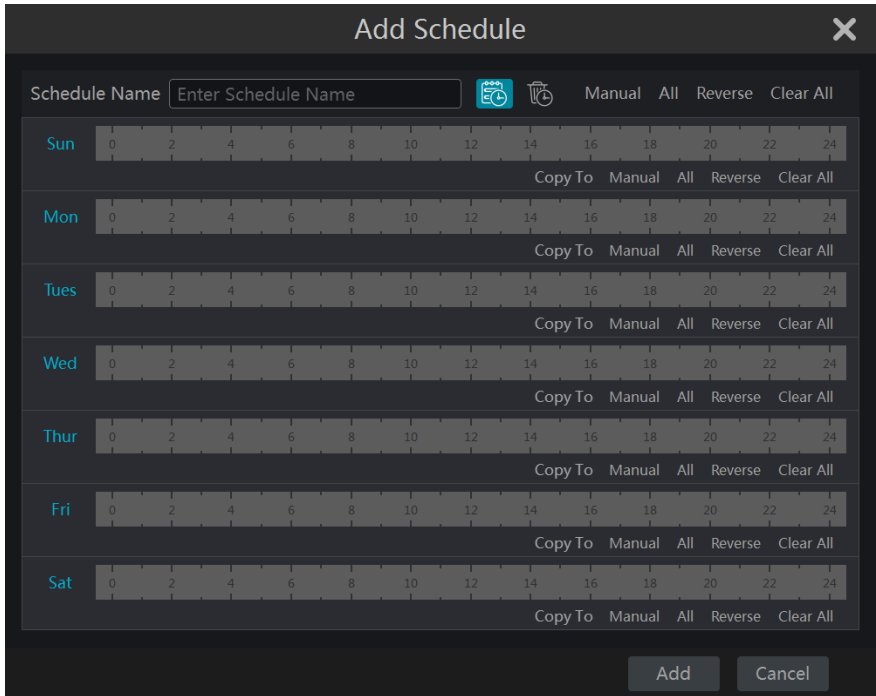 Add Schedule
Schedule Name Enter Schedule Name Manual All Reverse Clear All
Sun 0 2 4 6 8 10 12 14 16 18 20 22 24
Copy To Manual All Reverse Clear All
Mon 0 2 4 6 8 10 12 14 16 18 20 22 24
Copy To Manual All Reverse Clear All
Tues 0 2 4 6 8 10 12 14 16 18 20 22 24
Copy To Manual All Reverse Clear All
Wed 0 2 4 6 8 10 12 14 16 18 20 22 24
Copy To Manual All Reverse Clear All
Thur 0 2 4 6 8 10 12 14 16 18 20 22 24
Copy To Manual All Reverse Clear All
Fri 0 2 4 6 8 10 12 14 16 18 20 22 24
Copy To Manual All Reverse Clear All
Sat 0 2 4 6 8 10 12 14 16 18 20 22 24
Copy To Manual All Reverse Clear All
Add Cancel